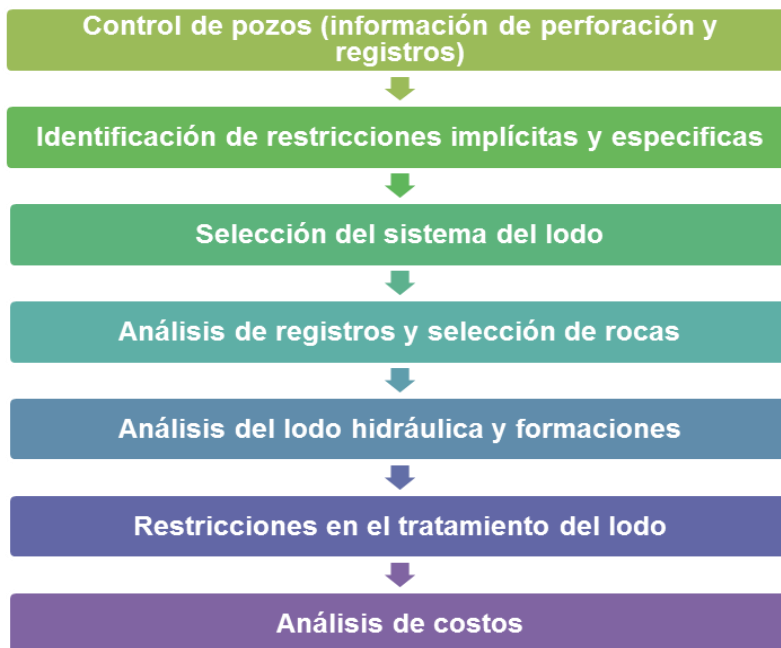 Control de pozos (información de perforación y
registros)
Identificación de restricciones implícitas y especificas
Selección del sistema del lodo
Análisis de registros y selección de rocas
Análisis del lodo hidráulica y formaciones
Restricciones en el tratamiento del lodo
Análisis de costos